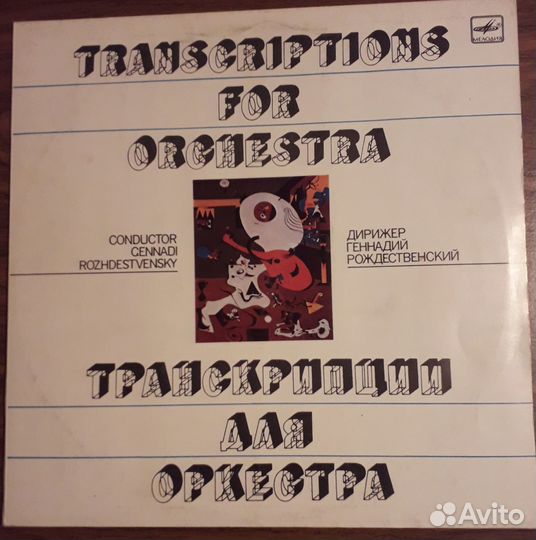 TRANSCRIPTIONS
FOR
ORCHESTRA
МЕЛОДИЯ
CONDUCTOR
GENNADI
ROZHDESTVENSKY
ДИРИЖЕР
ГЕННАДИЙ
РОЖДЕСТВЕНСКИЙ
ТРАНСКРИПЦИИ
ДЛЯ
ОРКЕСТРА
Avito